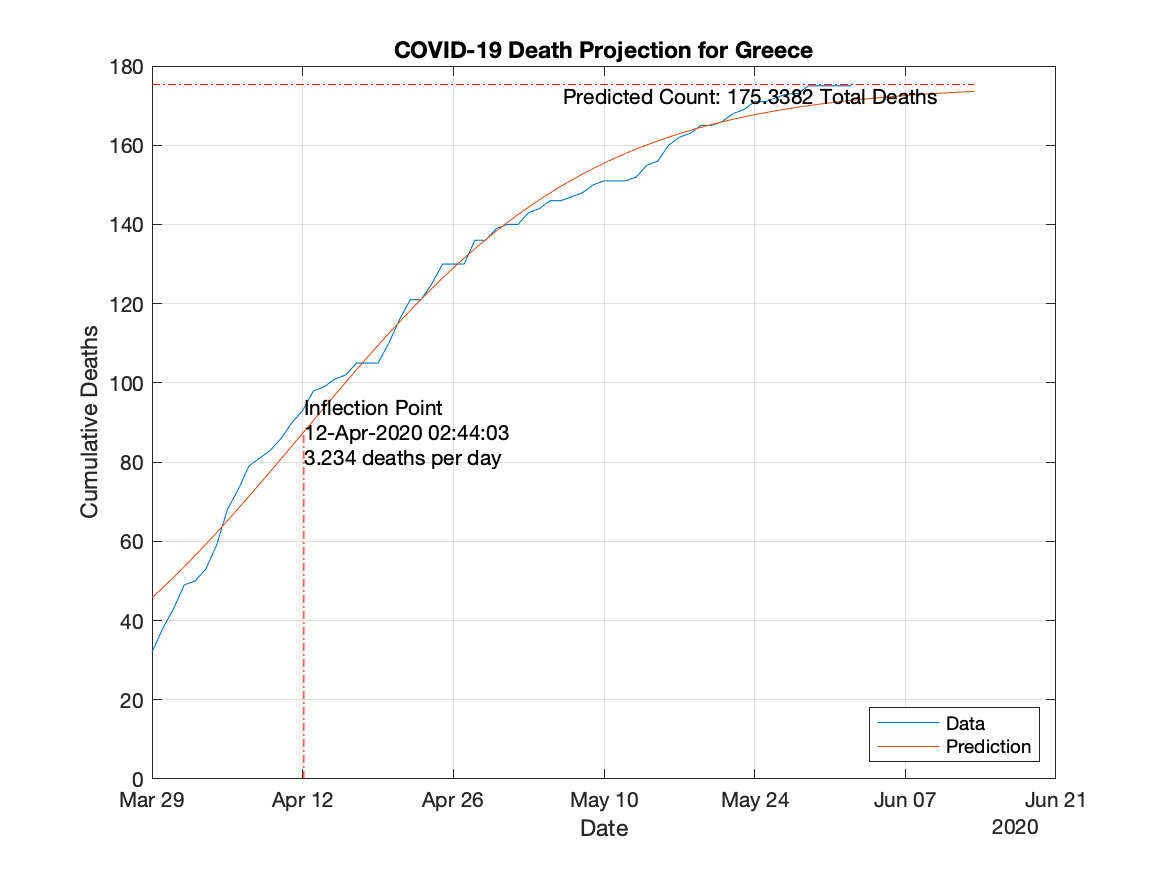 COVID-19 Death Projection for Greece
180
160
140
120
100
80
60
40
20
0
Cumulative Deaths
Predicted Count: 175.3382 Total Deaths
Inflection Point
12-Apr-2020 02:44:03
3.234 deaths per day
Data
Prediction
Mar 29 Apr 12 Apr 26 May 10 May 24 Jun 07 Jun 21
Date
2020